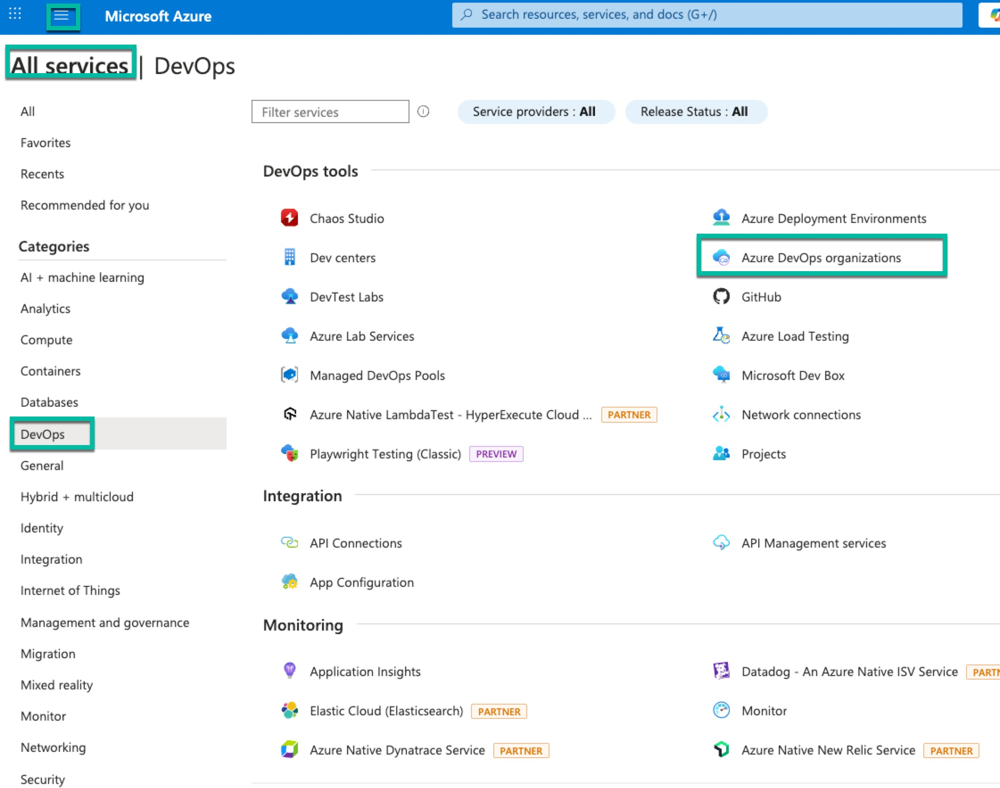 Microsoft Azure
Search resources, services, and docs (G+/)
All services | DevOps
All
Favorites
Recents
Recommended for you
Categories
AI + machine learning
Analytics
Compute
Containers
Databases
DevOps
General
Hybrid + multicloud
Identity
Integration
Internet of Things
Management and governance
Migration
Mixed reality
Monitor
Networking
Security
Filter services
Service providers : All
Release Status : All
DevOps tools
Chaos Studio
Azure Deployment Environments
Dev centers
Azure DevOps organizations
DevTest Labs
GitHub
Azure Lab Services
Azure Load Testing
Managed DevOps Pools
Microsoft Dev Box
Azure Native LambdaTest - HyperExecute Cloud ... PARTNER
Network connections
Playwright Testing (Classic) PREVIEW
Projects
Integration
API Connections
API Management services
App Configuration
Monitoring
Application Insights
Datadog - An Azure Native ISV Service
Elastic Cloud (Elasticsearch) PARTNER
Monitor
Azure Native Dynatrace Service PARTNER
Azure Native New Relic Service PARTNER